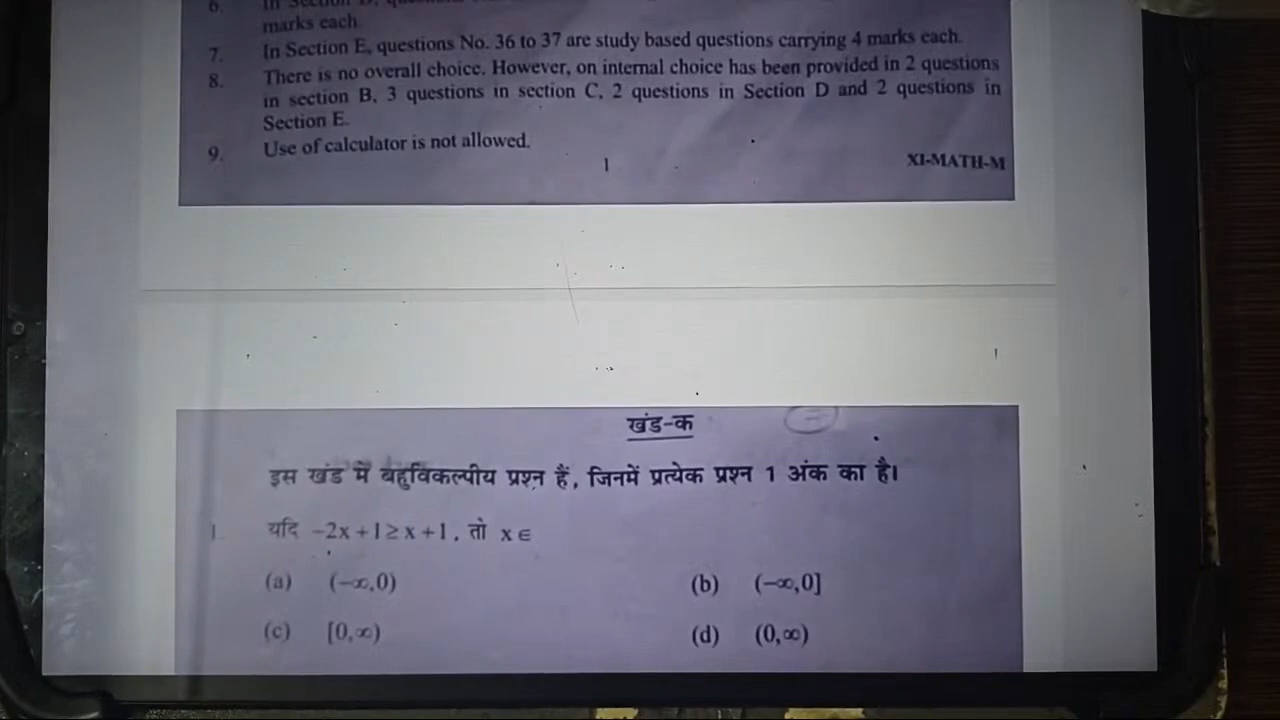 6. In Section D,
marks each.
7. In Section E, questions No. 36 to 37 are study based questions carrying 4 marks each.
8. There is no overall choice. However, on internal choice has been provided in 2 questions
in section B, 3 questions in section C, 2 questions in Section D and 2 questions in
Section E.
9. Use of calculator is not allowed.
1 XI-MATH-M
खंड-क
इस खंड में बहुविकल्पीय प्रश्न हैं, जिनमें प्रत्येक प्रश्न 1 अंक का है।
1. यदि -2x+1≥x+1, तो x∈
(a) (-∞,0) (b) (-∞,0]
(c) [0,∞) (d) (0,∞)